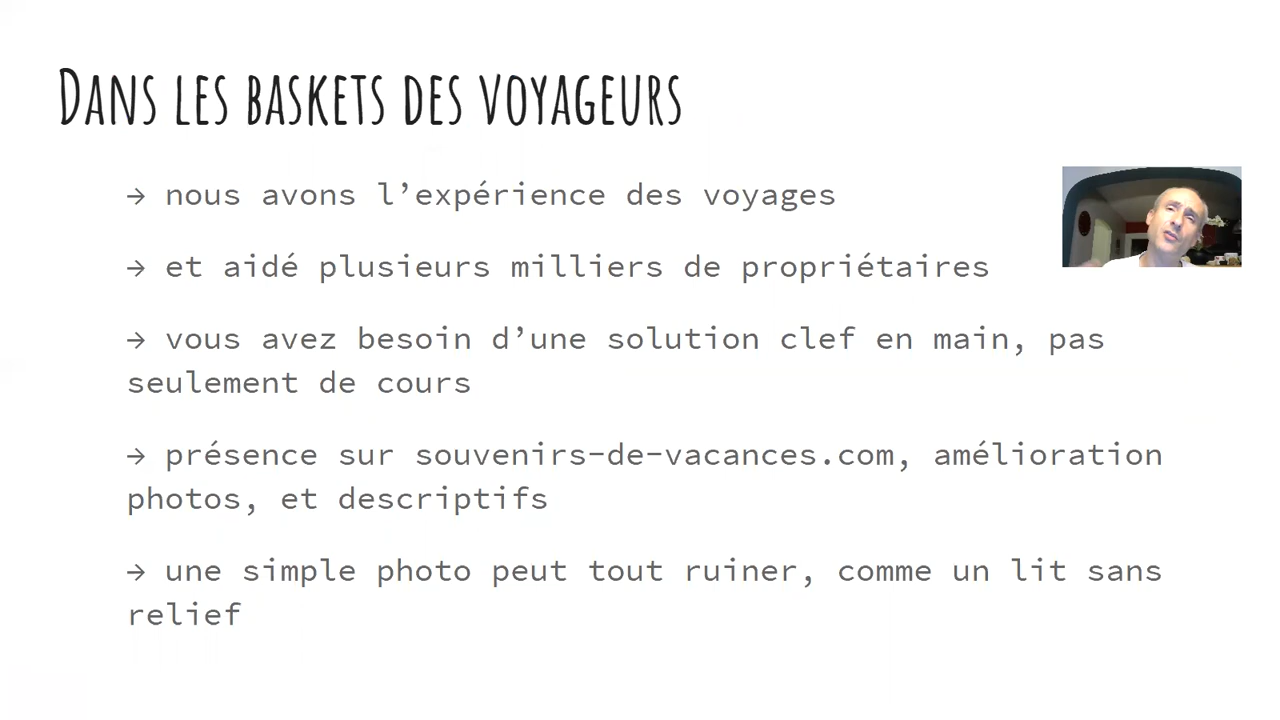 DANS LES BASKETS DES VOYAGEURS
→ nous avons l’expérience des voyages
→ et aidé plusieurs milliers de propriétaires
→ vous avez besoin d’une solution clef en main, pas
seulement de cours
→ présence sur souvenirs-de-vacances.com, amélioration
photos, et descriptifs
→ une simple photo peut tout ruiner, comme un lit sans
relief